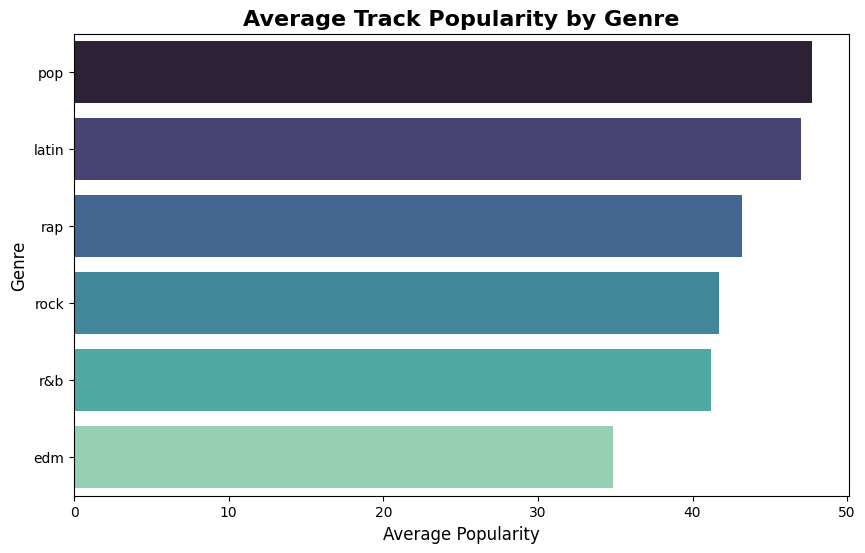 Average Track Popularity by Genre
Genre
pop
latin
rap
rock
r&b
edm
0 10 20 30 40 50
Average Popularity